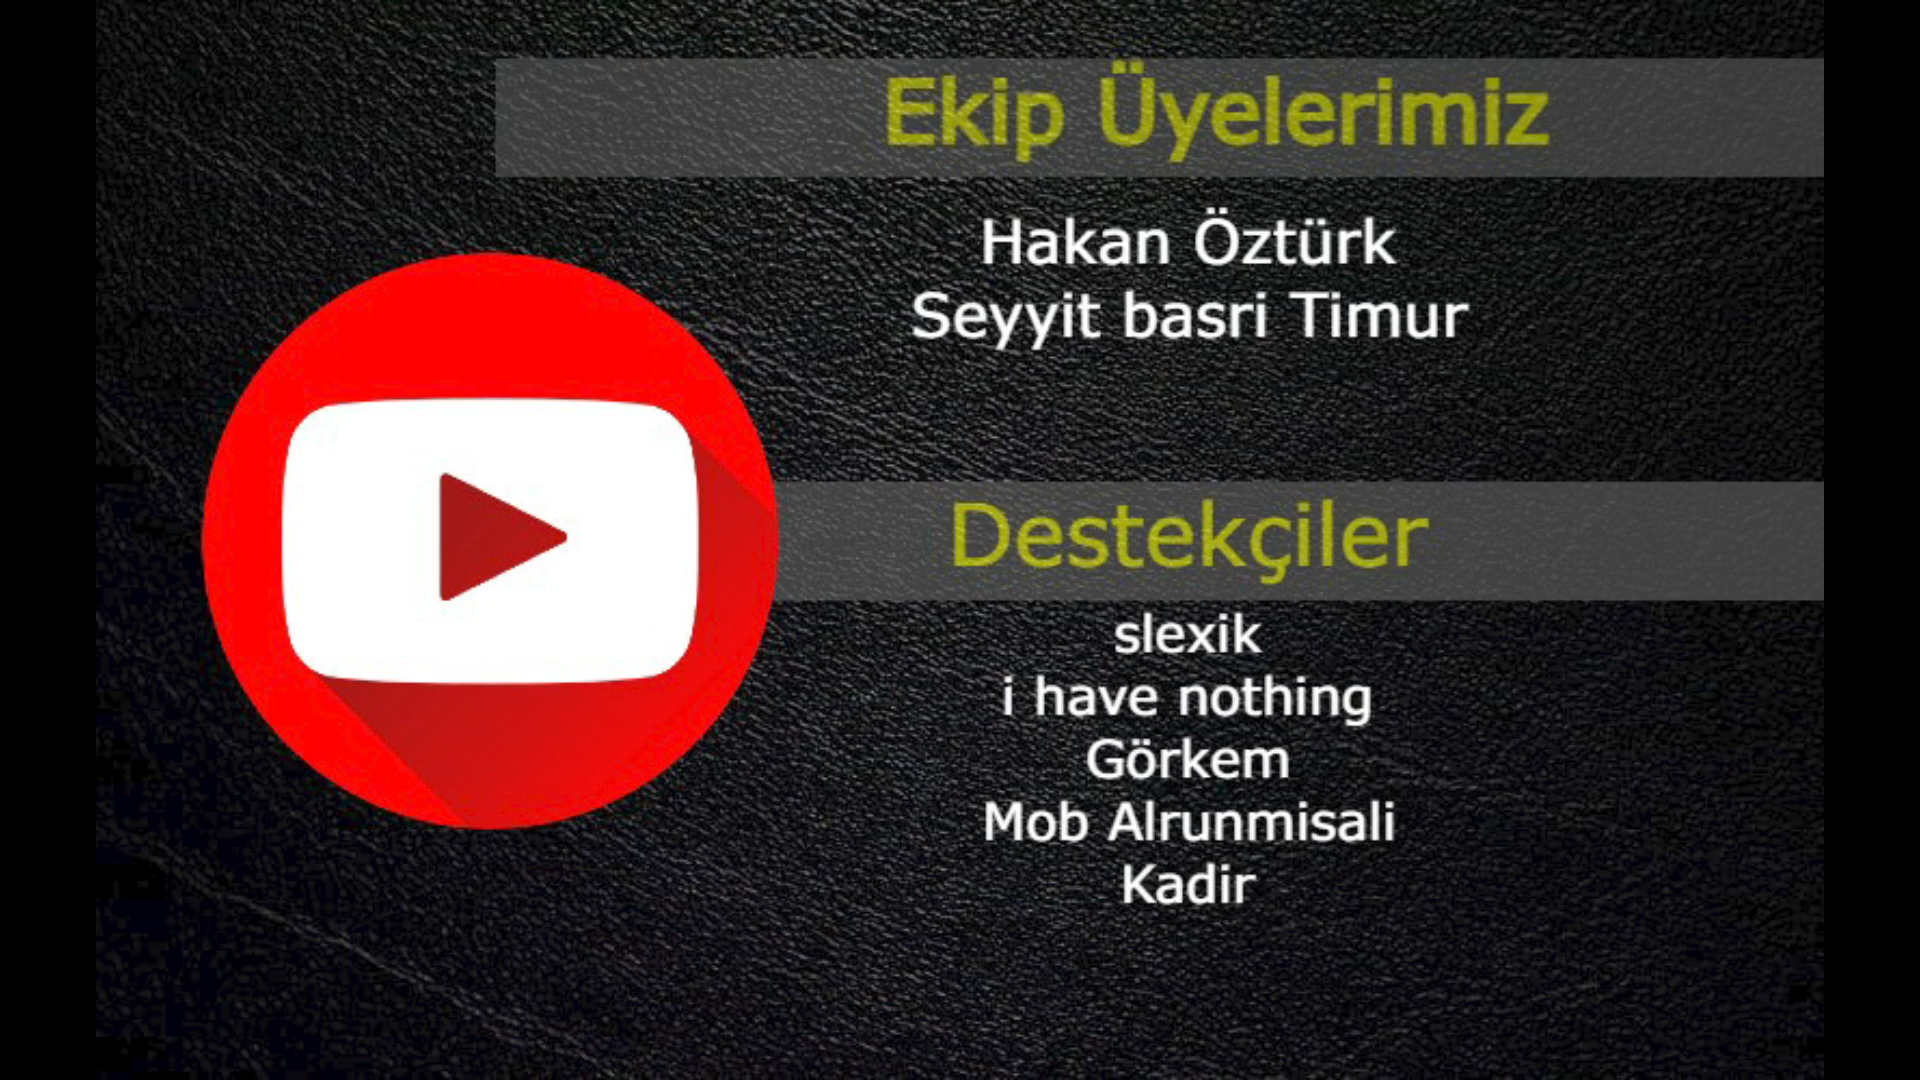 Ekip Üyelerimiz
Hakan Öztürk
Seyyit basri Timur
Destekçiler
slexik
i have nothing
Görkem
Mob Alrunmisali
Kadir